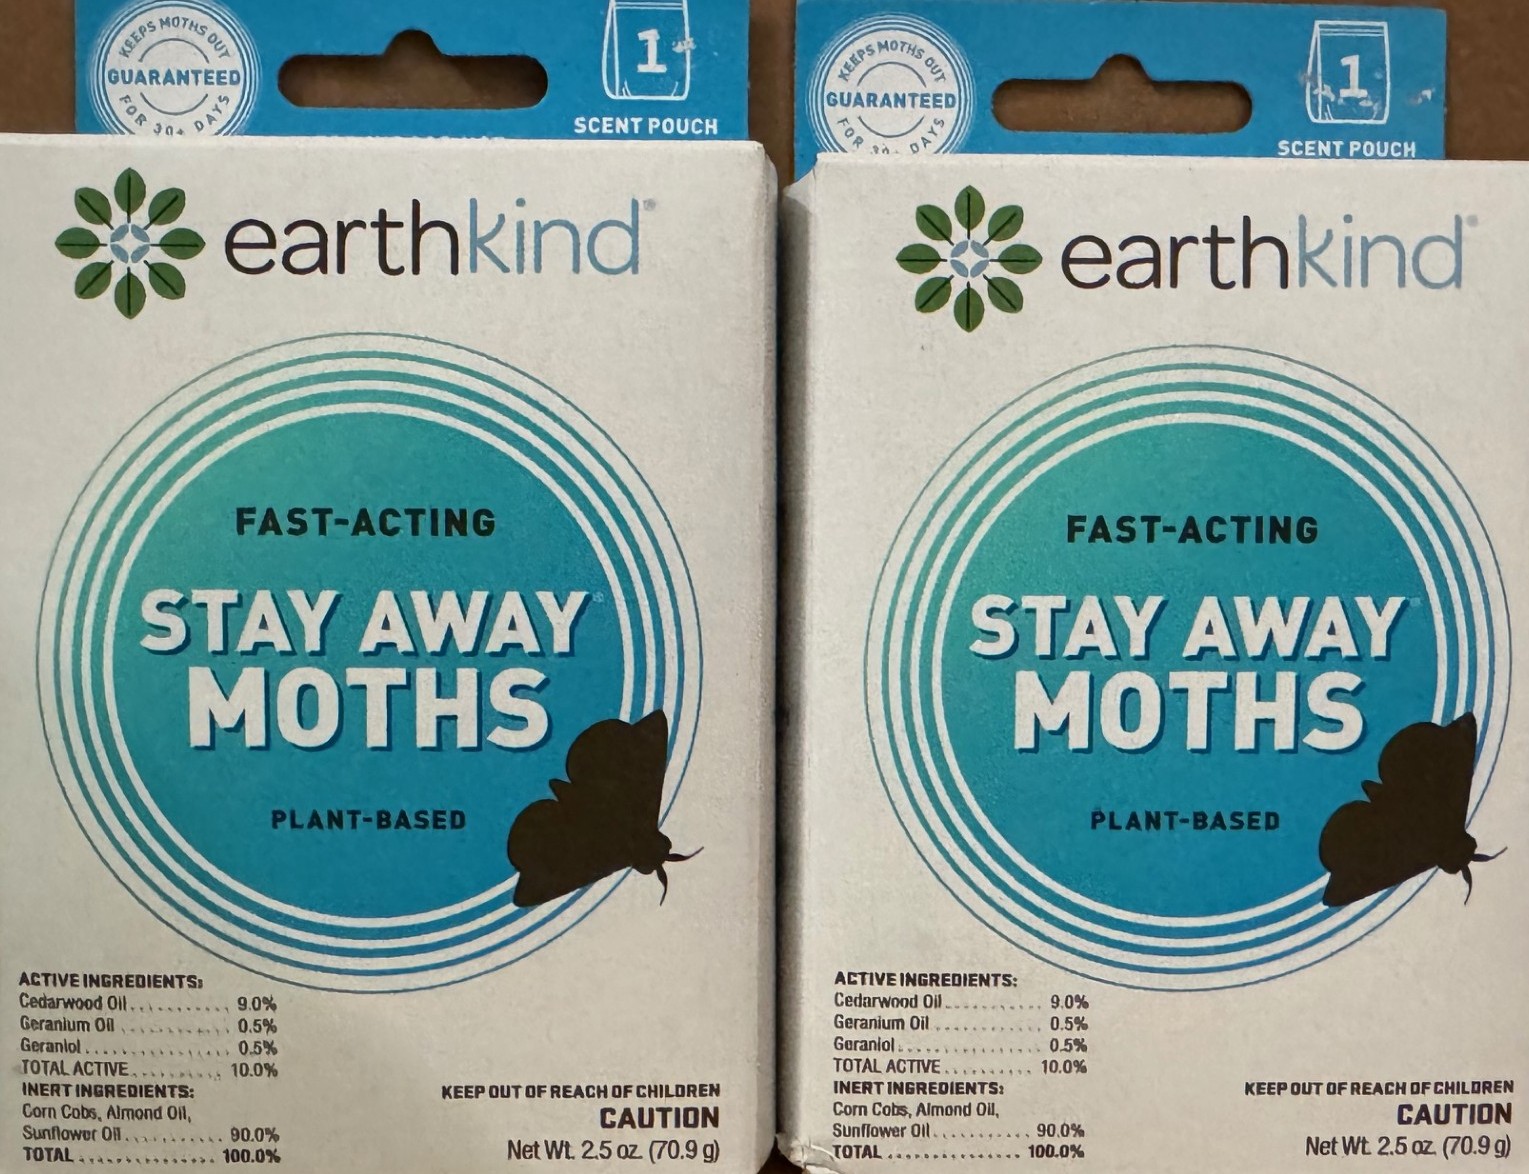 KEEPS MOTHS OUT
GUARANTEED
FOR 30+ DAYS
1
SCENT POUCH
earthkind®
FAST-ACTING
STAY AWAY®
MOTHS
PLANT-BASED
ACTIVE INGREDIENTS:
Cedarwood Oil........... 9.0%
Geranium Oil ............ 0.5%
Geraniol ................ 0.5%
TOTAL ACTIVE.......... 10.0%
INERT INGREDIENTS:
Corn Cobs, Almond Oil,
Sunflower Oil........... 90.0%
TOTAL ................ 100.0%
KEEP OUT OF REACH OF CHILDREN
CAUTION
Net Wt. 2.5 oz. (70.9 g)
KEEPS MOTHS OUT
GUARANTEED
FOR 30+ DAYS
1
SCENT POUCH
earthkind®
FAST-ACTING
STAY AWAY®
MOTHS
PLANT-BASED
ACTIVE INGREDIENTS:
Cedarwood Oil........... 9.0%
Geranium Oil ............ 0.5%
Geraniol ................ 0.5%
TOTAL ACTIVE.......... 10.0%
INERT INGREDIENTS:
Corn Cobs, Almond Oil,
Sunflower Oil........... 90.0%
TOTAL ................ 100.0%
KEEP OUT OF REACH OF CHILDREN
CAUTION
Net Wt. 2.5 oz. (70.9 g)